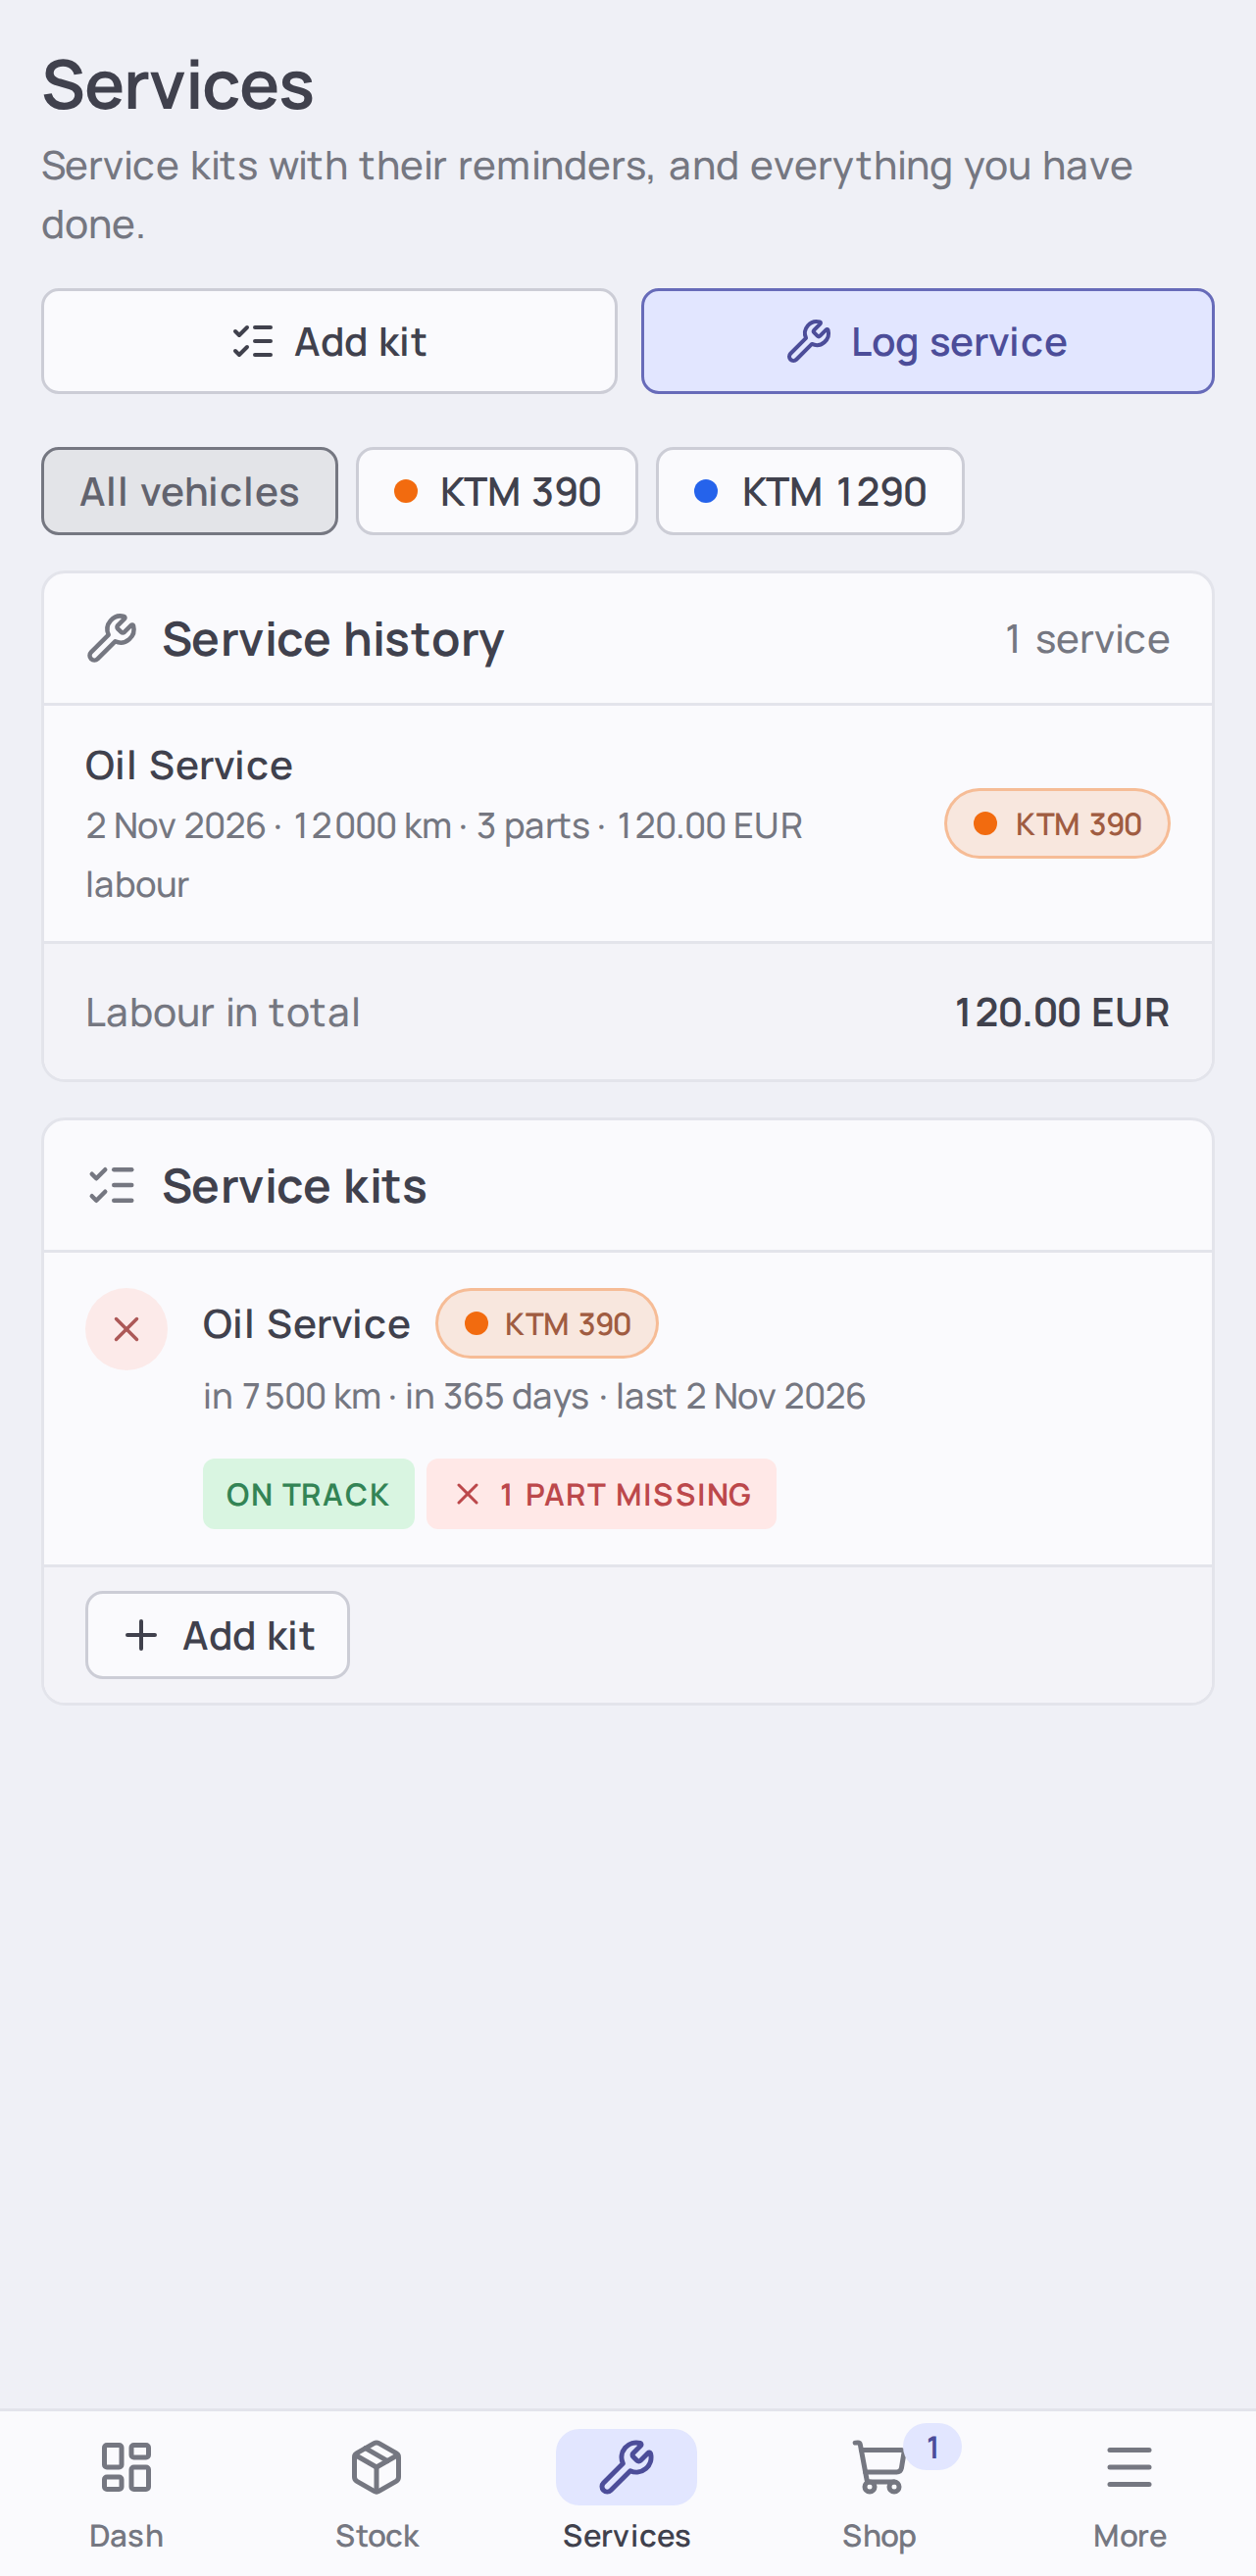 Services
Service kits with their reminders, and everything you have
done.
Add kit
Log service
All vehicles
KTM 390
KTM 1290
Service history
1 service
Oil Service
2 Nov 2026 · 12 000 km · 3 parts · 120.00 EUR
labour
KTM 390
Labour in total
120.00 EUR
Service kits
Oil Service
KTM 390
in 7 500 km · in 365 days · last 2 Nov 2026
ON TRACK
1 PART MISSING
Add kit
1
Dash
Stock
Services
Shop
More